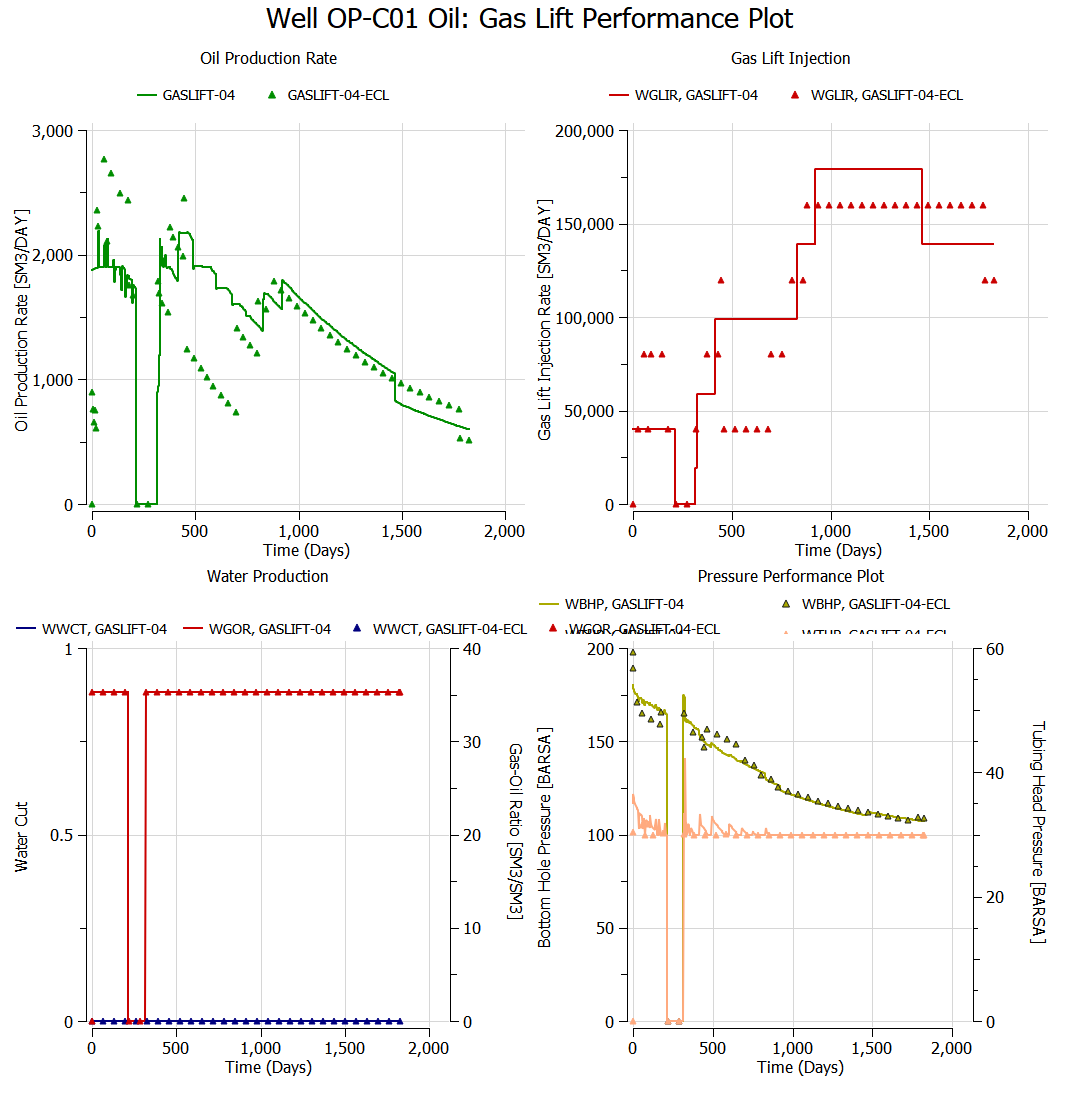 Well OP-C01 Oil: Gas Lift Performance Plot
Oil Production Rate
GASLIFT-04 GASLIFT-04-ECL
3,000
2,000
1,000
0
Oil Production Rate [SM3/DAY]
0 500 1,000 1,500 2,000
Time (Days)
Gas Lift Injection
WGLIR, GASLIFT-04 WGLIR, GASLIFT-04-ECL
200,000
150,000
100,000
50,000
0
Gas Lift Injection Rate [SM3/DAY]
0 500 1,000 1,500 2,000
Time (Days)
Water Production
WWCT, GASLIFT-04 WGOR, GASLIFT-04 WWCT, GASLIFT-04-ECL WGOR, GASLIFT-04-ECL
1
0.5
0
Water Cut
40
30
20
10
0
Gas-Oil Ratio [SM3/SM3]
0 500 1,000 1,500 2,000
Time (Days)
Pressure Performance Plot
WBHP, GASLIFT-04 WBHP, GASLIFT-04-ECL
WTHP, GASLIFT-04-ECL
200
150
100
50
0
Bottom Hole Pressure [BARSA]
60
40
20
0
Tubing Head Pressure [BARSA]
0 500 1,000 1,500 2,000
Time (Days)